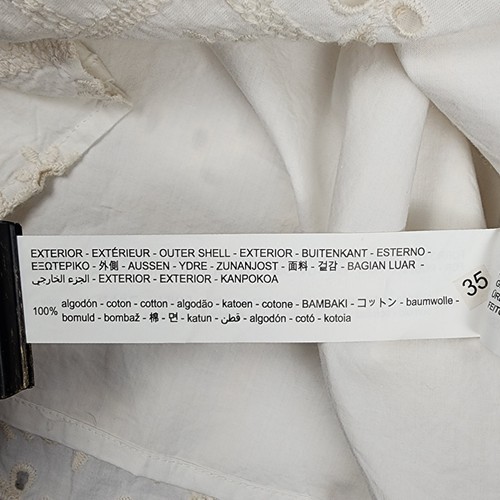 EXTERIOR - EXTÉRIEUR - OUTER SHELL - EXTERIOR - BUITENKANT - ESTERNO -
ΕΞΩΤΕΡΙΚΟ - 外側 - AUSSEN - YDRE - ZUNANJOST - 面料 - 겉감 - BAGIAN LUAR -
الجزء الخارجي - EXTERIOR - EXTERIOR - KANPOKOA
100% algodón - coton - cotton - algodão - katoen - cotone - BAMBAKI - コットン - baumwolle -
bomuld - bombaž - 棉 - 면 - katun - قطن - algodón - cotó - kotoia
35